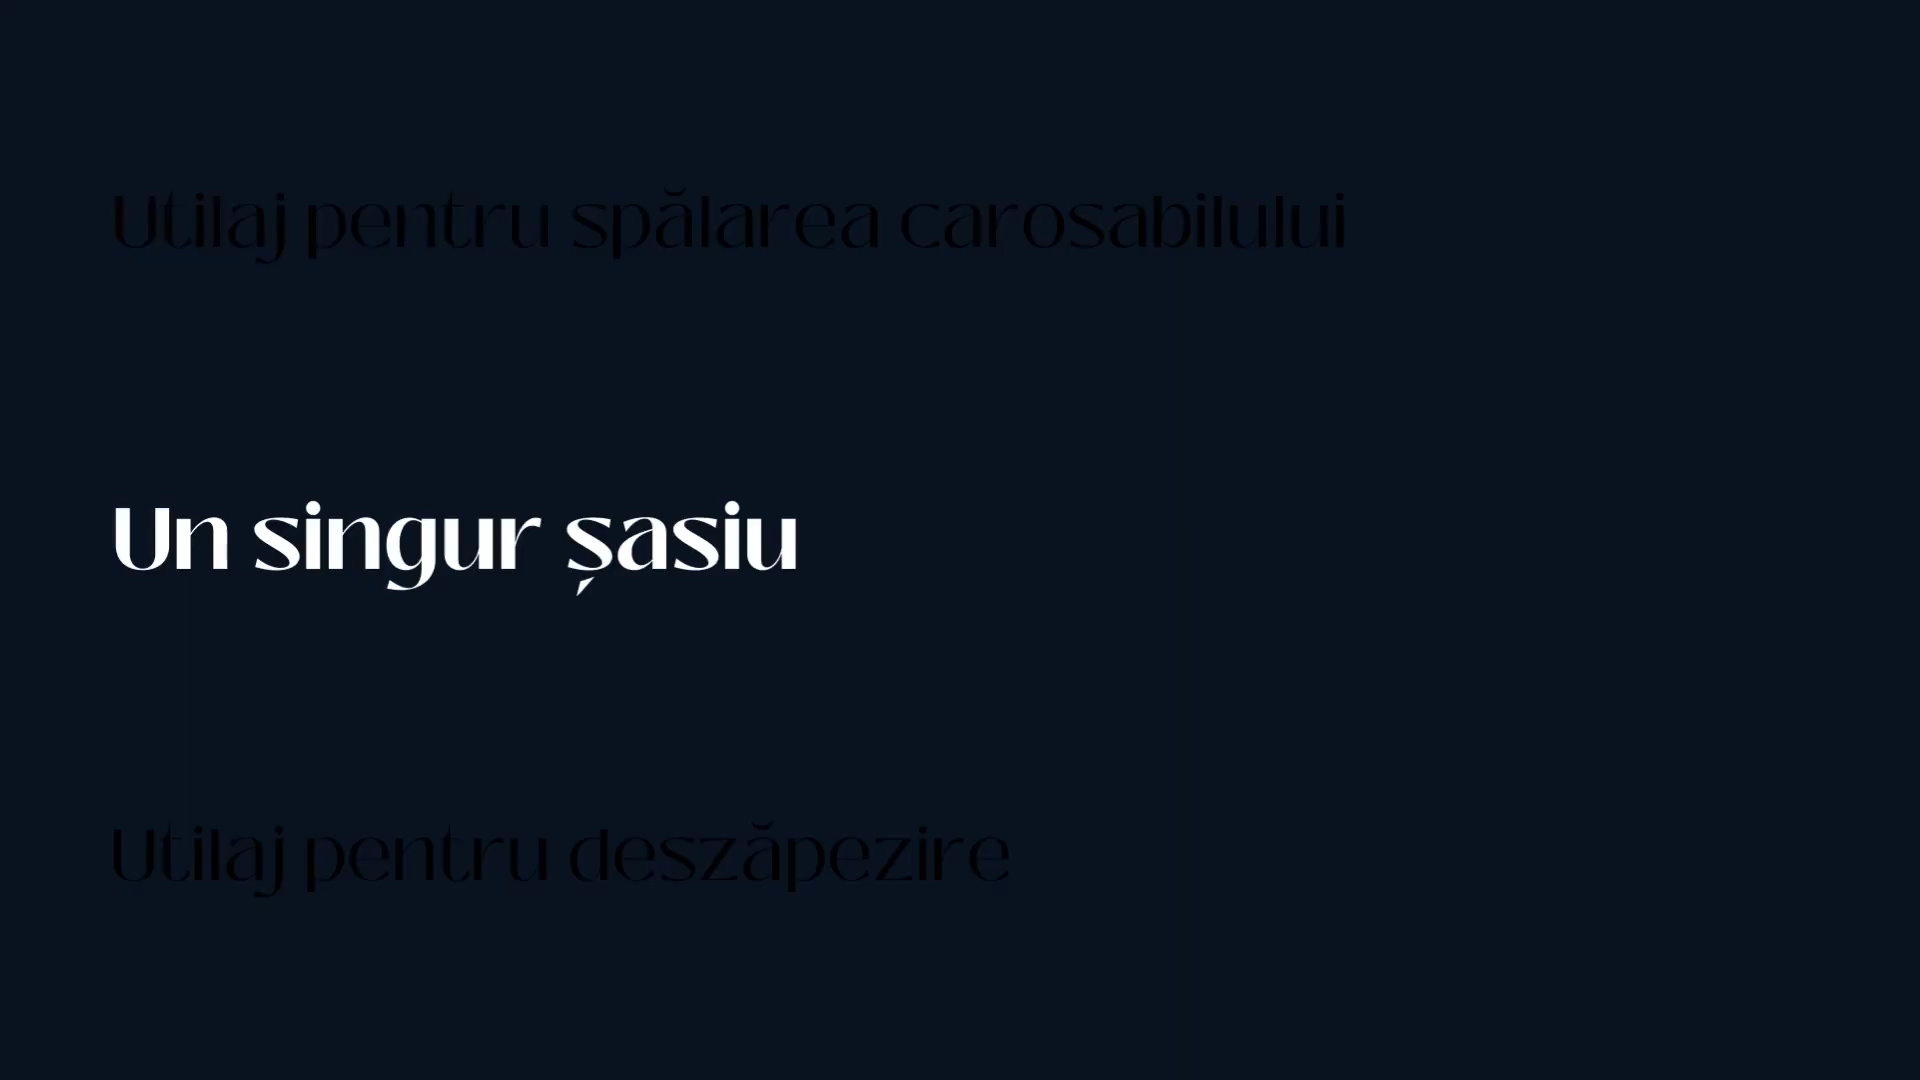 Utilaj pentru spălarea carosabilului
Un singur șasiu
Utilaj pentru deszăpezire